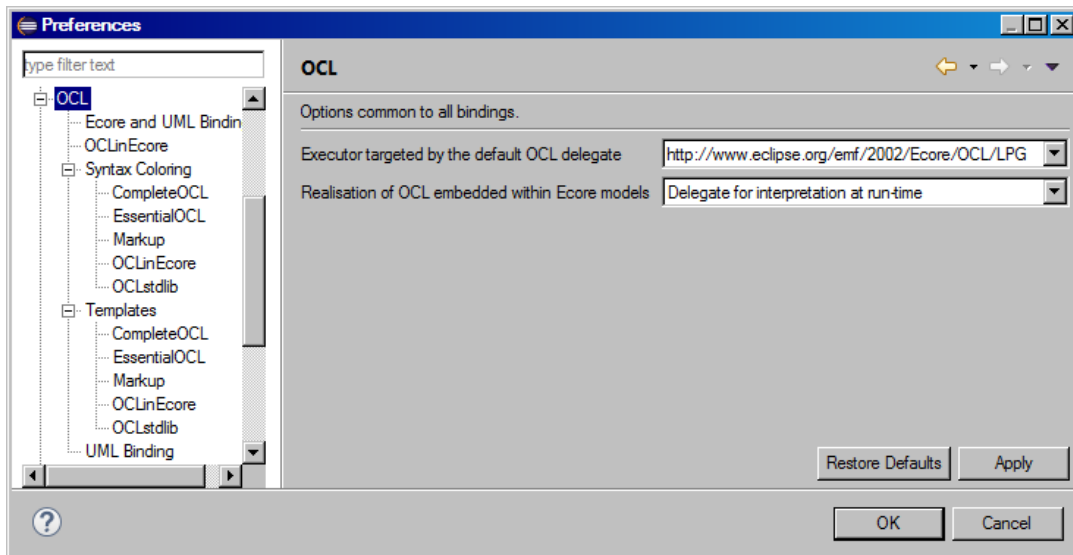 Preferences
type filter text
OCL
Ecore and UML Bindin
OCLinEcore
Syntax Coloring
CompleteOCL
EssentialOCL
Markup
OCLinEcore
OCLstdlib
Templates
CompleteOCL
EssentialOCL
Markup
OCLinEcore
OCLstdlib
UML Binding
OCL
Options common to all bindings.
Executor targeted by the default OCL delegate http://www.eclipse.org/emf/2002/Ecore/OCL/LPG
Realisation of OCL embedded within Ecore models Delegate for interpretation at run-time
Restore Defaults Apply
? OK Cancel